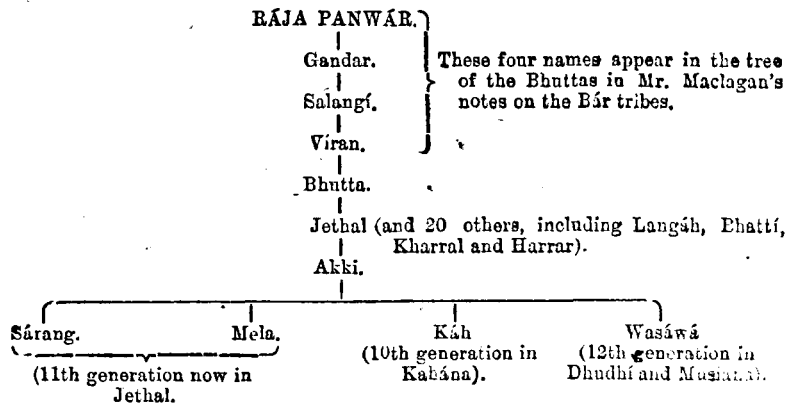 RÁJA PANWÁR.
Gandar.
These four names appear in the tree
of the Bhuttas in Mr. Maclagan's
notes on the Bár tribes.
Salangí.
Víran.
Bhutta.
Jethal (and 20 others, including Langáh, Bhattí,
Kharral and Harrar).
Akki.
Sárang. Mela. Káh Wasáwá
(11th generation now in
Jethal.
(10th generation in
Kahána).
(12th generation in
Dhudhí and Musiana).